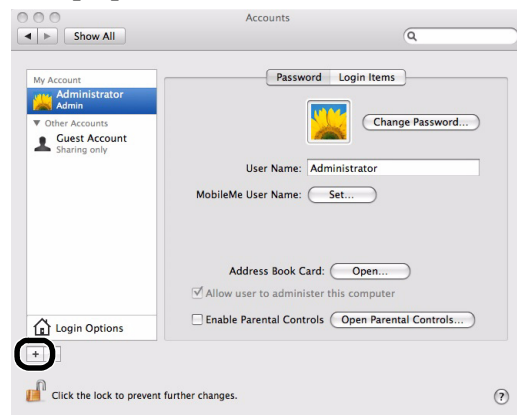 Accounts
Show All
My Account
Administrator
Admin
Other Accounts
Guest Account
Sharing only
Login Options
+
Password Login Items
Change Password...
User Name: Administrator
MobileMe User Name: Set...
Address Book Card: Open...
Allow user to administer this computer
Enable Parental Controls Open Parental Controls...
Click the lock to prevent further changes.
?